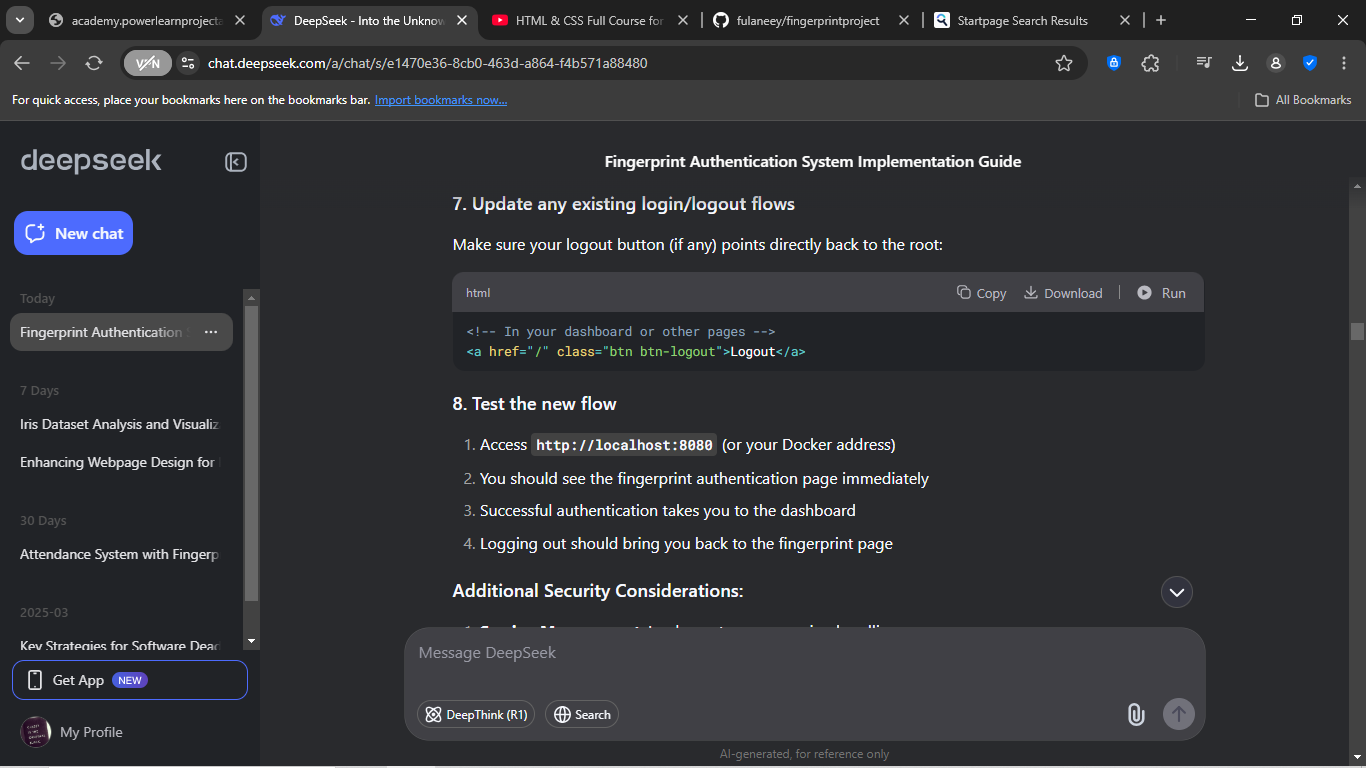 academy.powerlearnprojecta
DeepSeek - Into the Unknow
HTML & CSS Full Course for
fulaneey/fingerprintproject
Startpage Search Results
VPN
chat.deepseek.com/a/chat/s/e1470e36-8cb0-463d-a864-f4b571a88480
For quick access, place your bookmarks here on the bookmarks bar. Import bookmarks now...
All Bookmarks
deepseek
New chat
Today
Fingerprint Authentication
7 Days
Iris Dataset Analysis and Visualiz
Enhancing Webpage Design for
30 Days
Attendance System with Fingerp
2025-03
Key Strategies for Software Dead
Get App NEW
My Profile
Fingerprint Authentication System Implementation Guide
7. Update any existing login/logout flows
Make sure your logout button (if any) points directly back to the root:
html
Copy
Download
Run
<!-- In your dashboard or other pages -->
<a href="/" class="btn btn-logout">Logout</a>
8. Test the new flow
1. Access http://localhost:8080 (or your Docker address)
2. You should see the fingerprint authentication page immediately
3. Successful authentication takes you to the dashboard
4. Logging out should bring you back to the fingerprint page
Additional Security Considerations:
Message DeepSeek
DeepThink (R1)
Search
AI-generated, for reference only